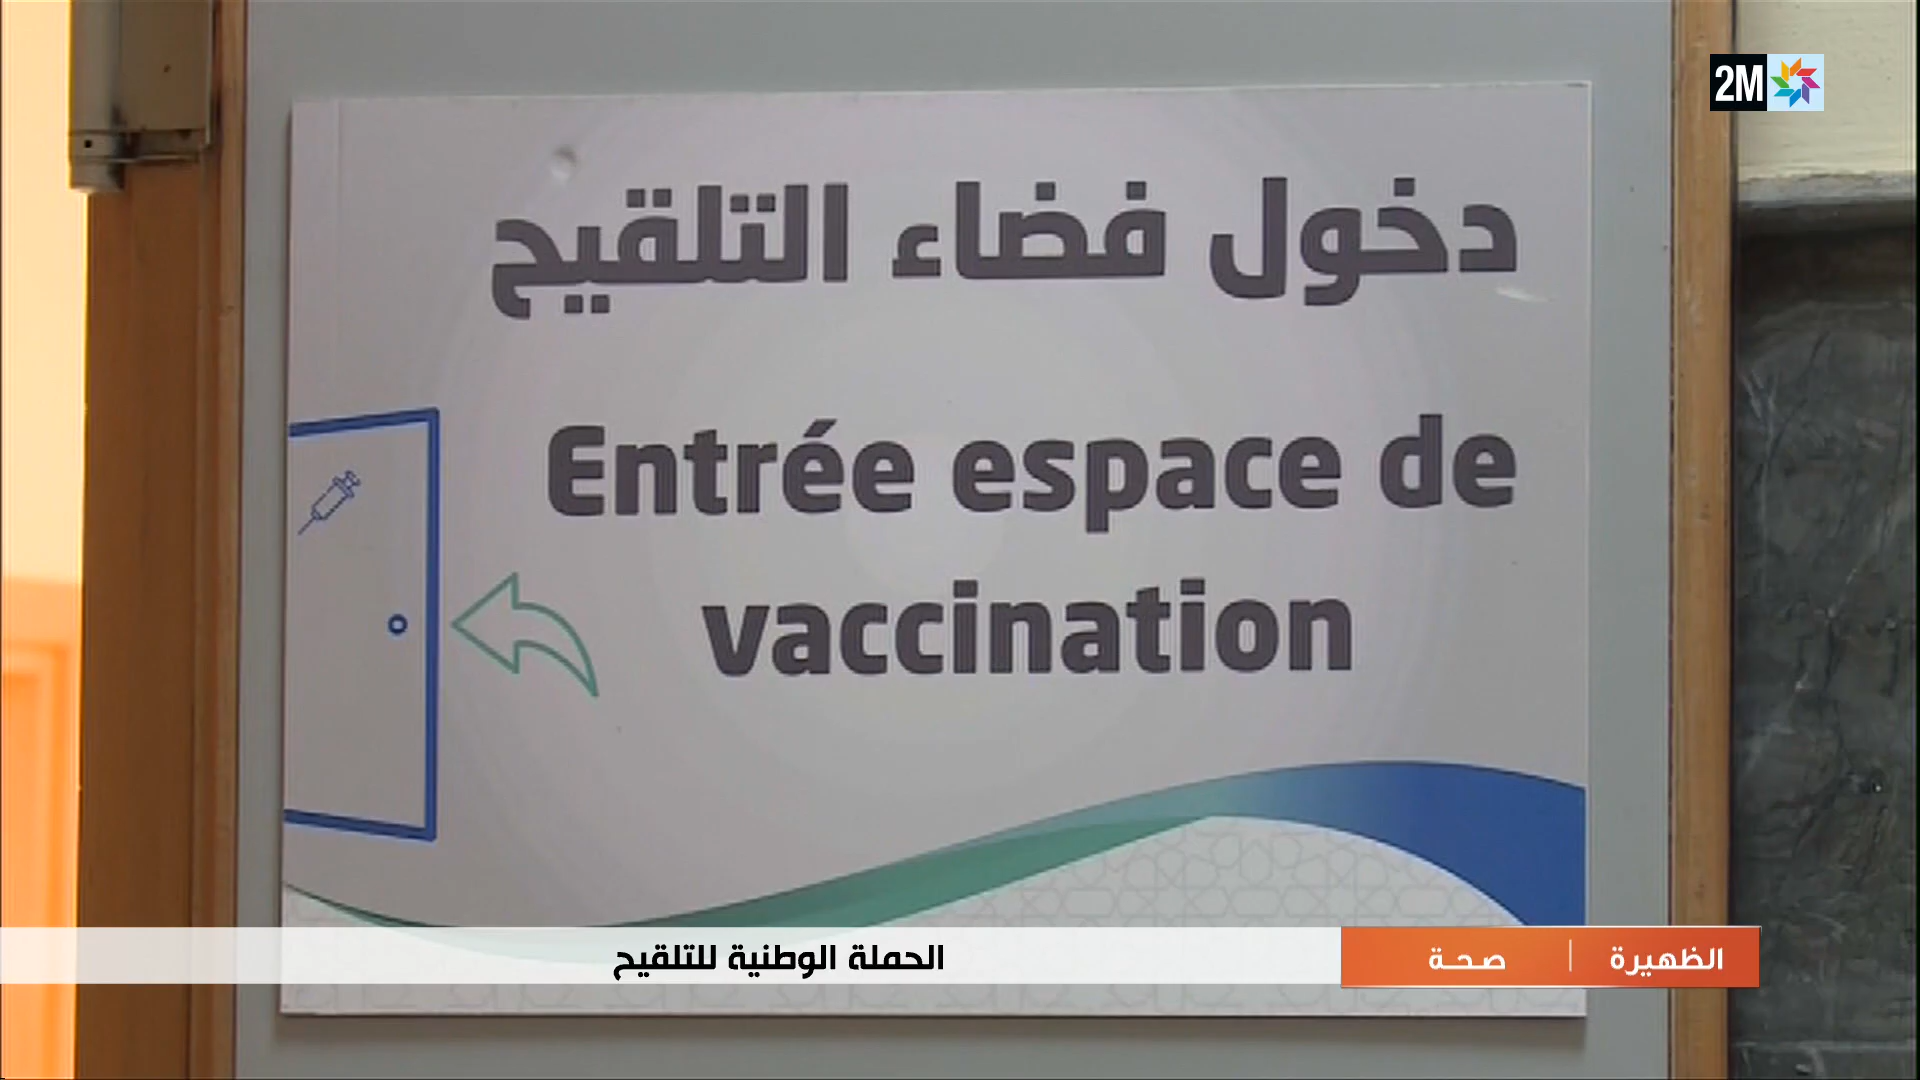 2M
دخول فضاء التلقيح
Entrée espace de
vaccination
الظهيرة | صحة
الحملة الوطنية للتلقيح